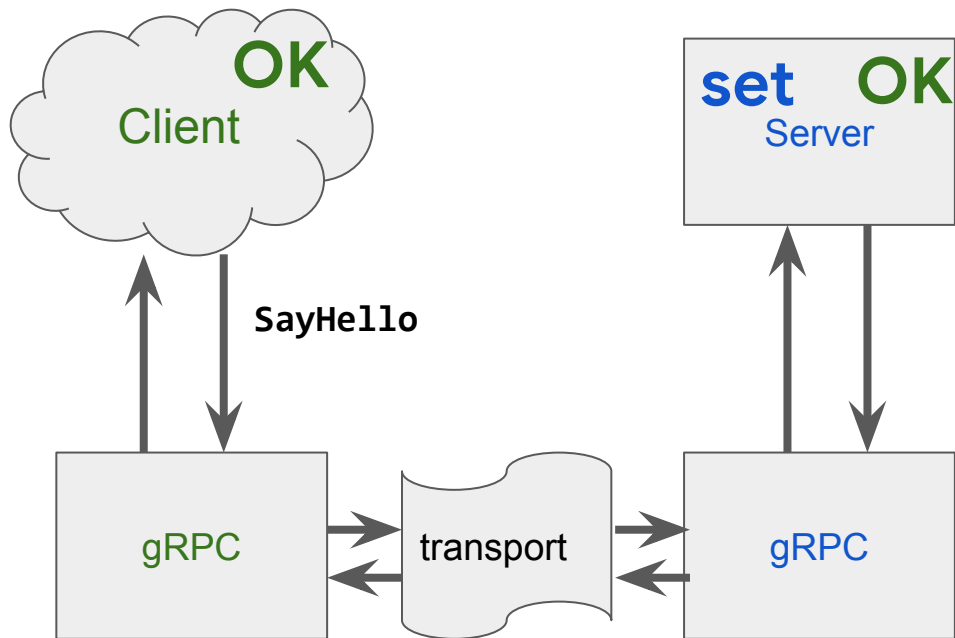 OK
Client
set OK
Server
SayHello
gRPC
transport
gRPC